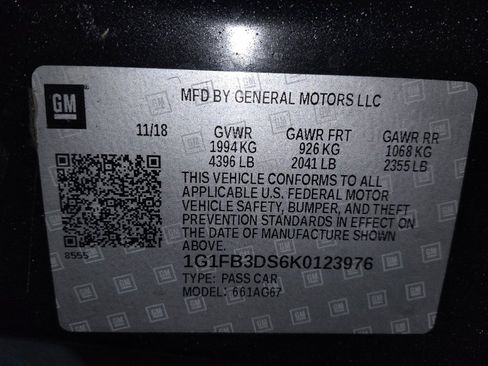 GM
MFD BY GENERAL MOTORS LLC
11/18 GVWR GAWR FRT GAWR RR
1994 KG 926 KG 1068 KG
4396 LB 2041 LB 2355 LB
THIS VEHICLE CONFORMS TO ALL
APPLICABLE U.S. FEDERAL MOTOR
VEHICLE SAFETY, BUMPER, AND THEFT
PREVENTION STANDARDS IN EFFECT ON
THE DATE OF MANUFACTURE SHOWN
ABOVE.
8555
1G1FB3DS6K0123976
TYPE: PASS CAR
MODEL: 661AG67